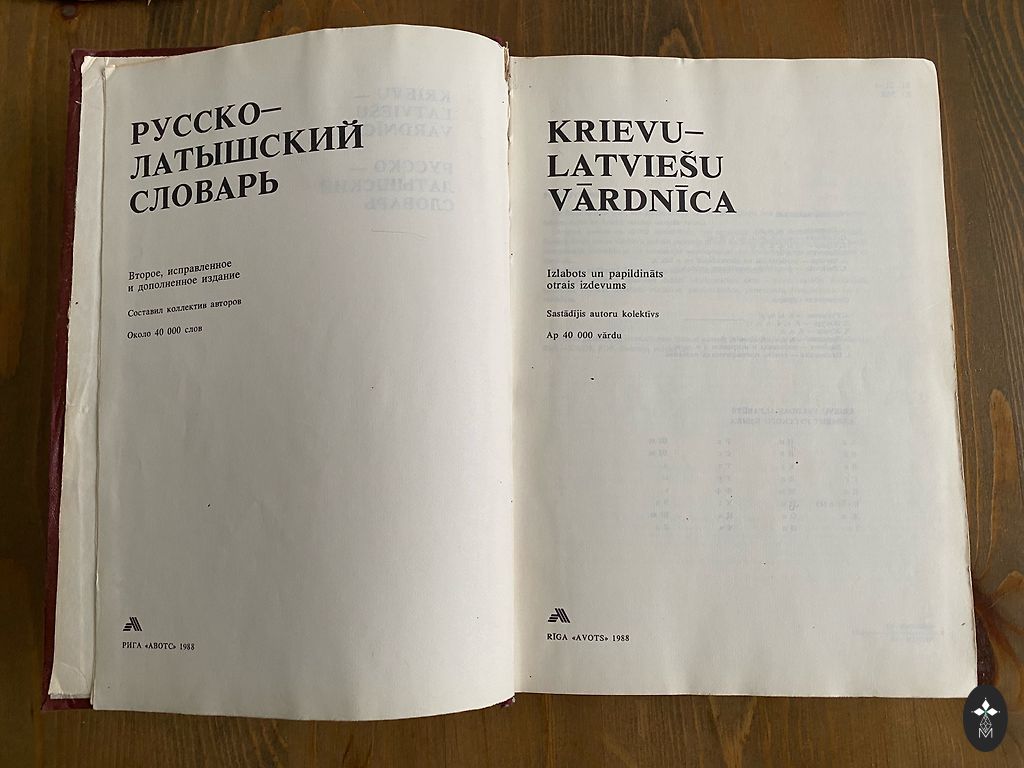 РУССКО—
ЛАТЫШСКИЙ
СЛОВАРЬ
Второе, исправленное
и дополненное издание
Составил коллектив авторов
Около 40 000 слов
РИГА «АВОТС» 1988
KRIEVU—
LATVIEŠU
VĀRDNĪCA
Izlabots un papildināts
otrais izdevums
Sastādījis autoru kolektīvs
Ap 40 000 vārdu
RĪGA «AVOTS» 1988
M